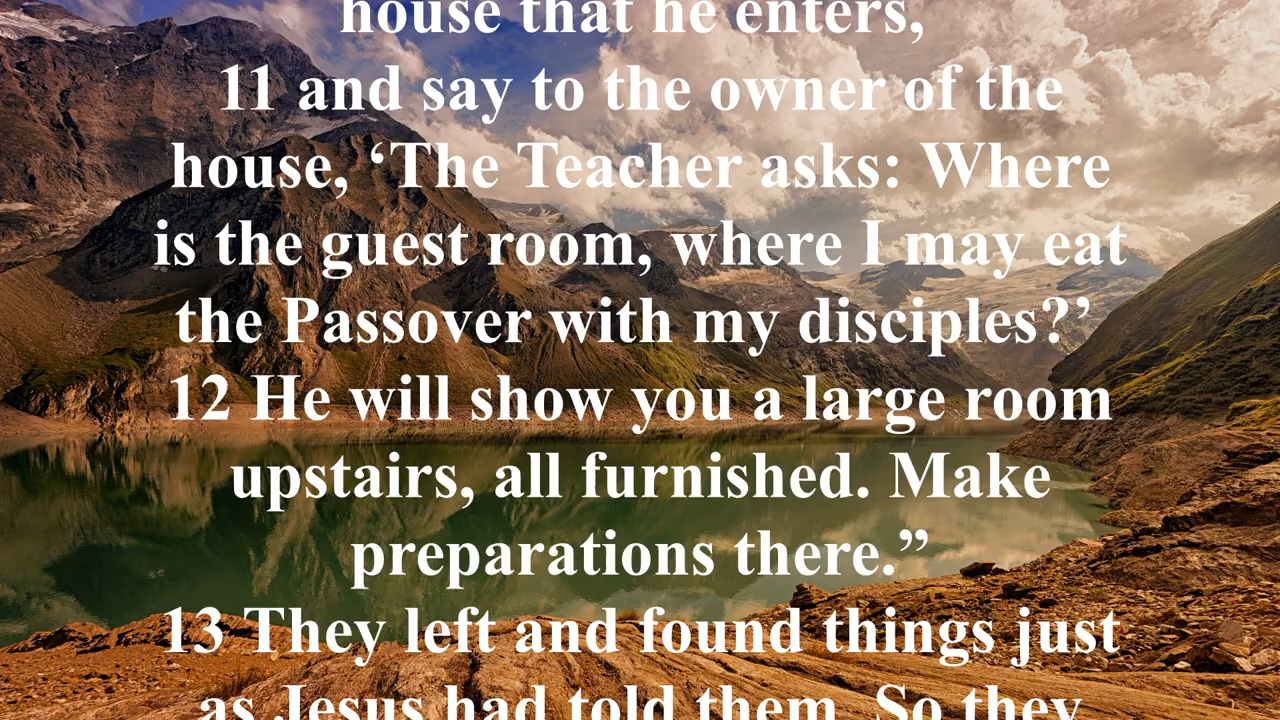 house that he enters,
11 and say to the owner of the
house, ‘The Teacher asks: Where
is the guest room, where I may eat
the Passover with my disciples?’
12 He will show you a large room
upstairs, all furnished. Make
preparations there.”
13 They left and found things just
as Jesus had told them. So they